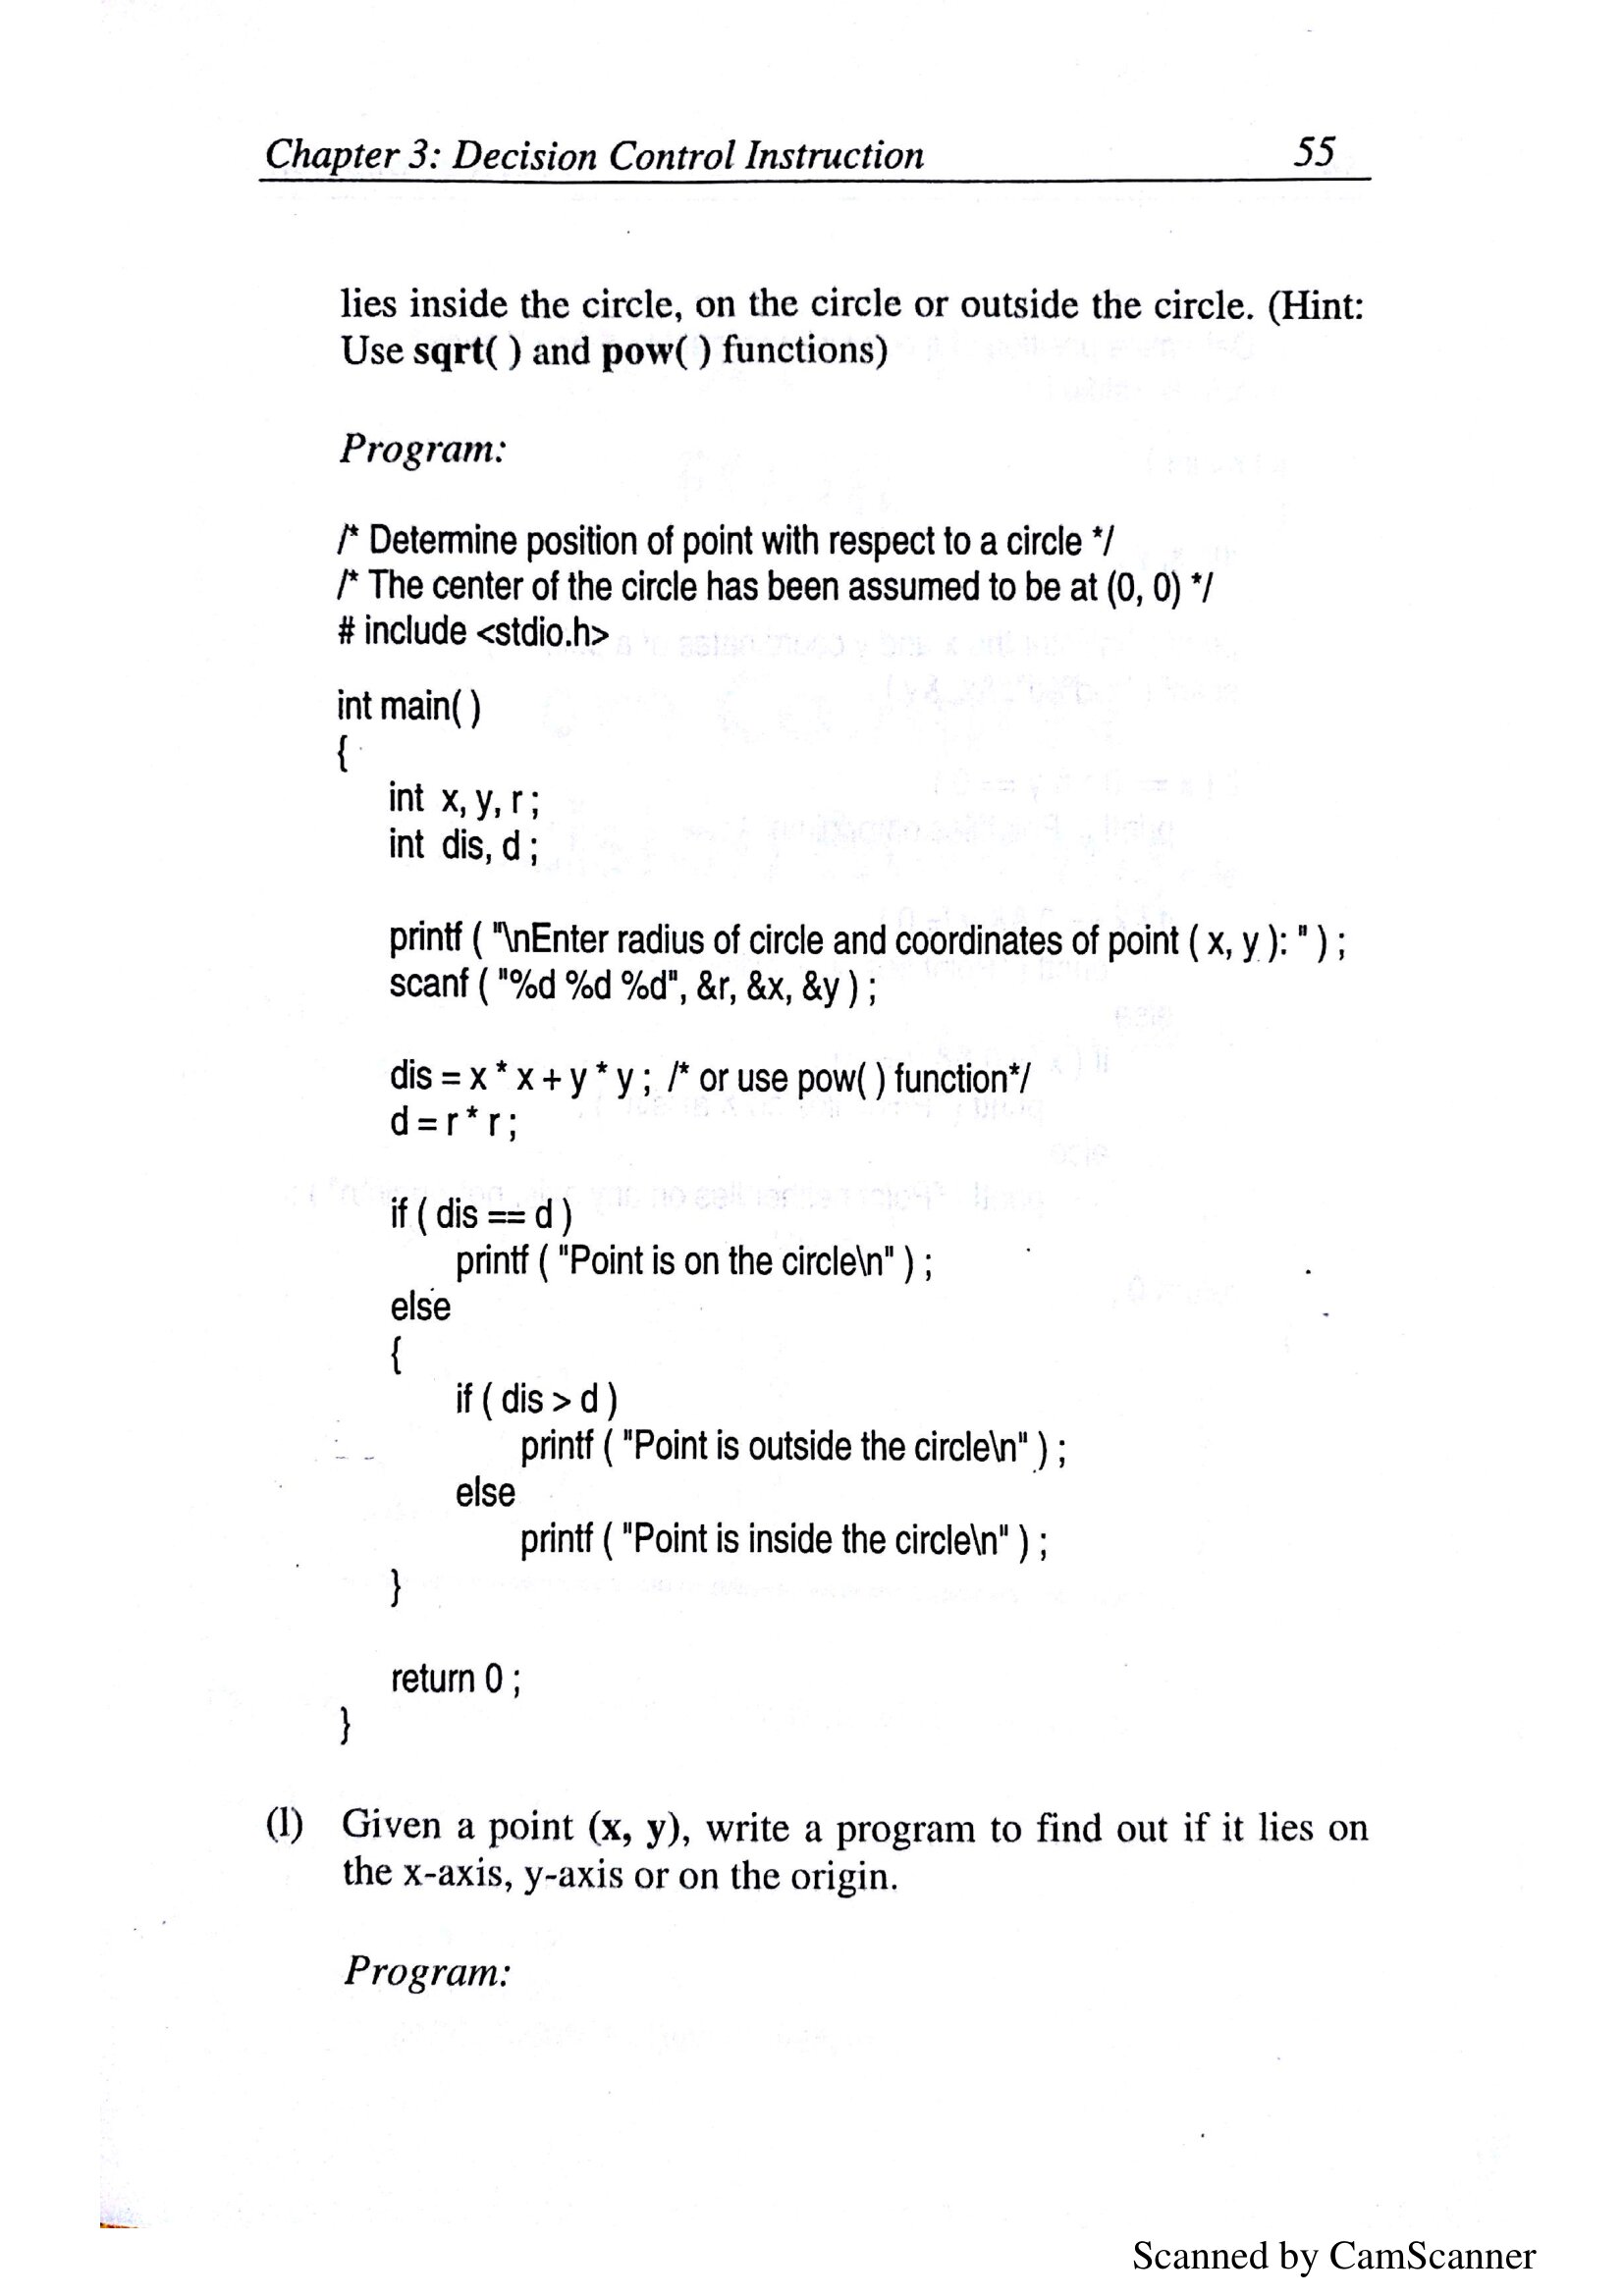 Chapter 3: Decision Control Instruction 55
lies inside the circle, on the circle or outside the circle. (Hint:
Use sqrt( ) and pow( ) functions)
Program:
/* Determine position of point with respect to a circle */
/* The center of the circle has been assumed to be at (0, 0) */
# include <stdio.h>
int main( )
{
int x, y, r ;
int dis, d ;
printf ( "\nEnter radius of circle and coordinates of point ( x, y ): " ) ;
scanf ( "%d %d %d", &r, &x, &y ) ;
dis = x * x + y * y ; /* or use pow( ) function*/
d = r * r ;
if ( dis == d )
printf ( "Point is on the circle\n" ) ;
else
{
if ( dis > d )
printf ( "Point is outside the circle\n" ) ;
else
printf ( "Point is inside the circle\n" ) ;
}
return 0 ;
}
(l) Given a point (x, y), write a program to find out if it lies on
the x-axis, y-axis or on the origin.
Program:
Scanned by CamScanner